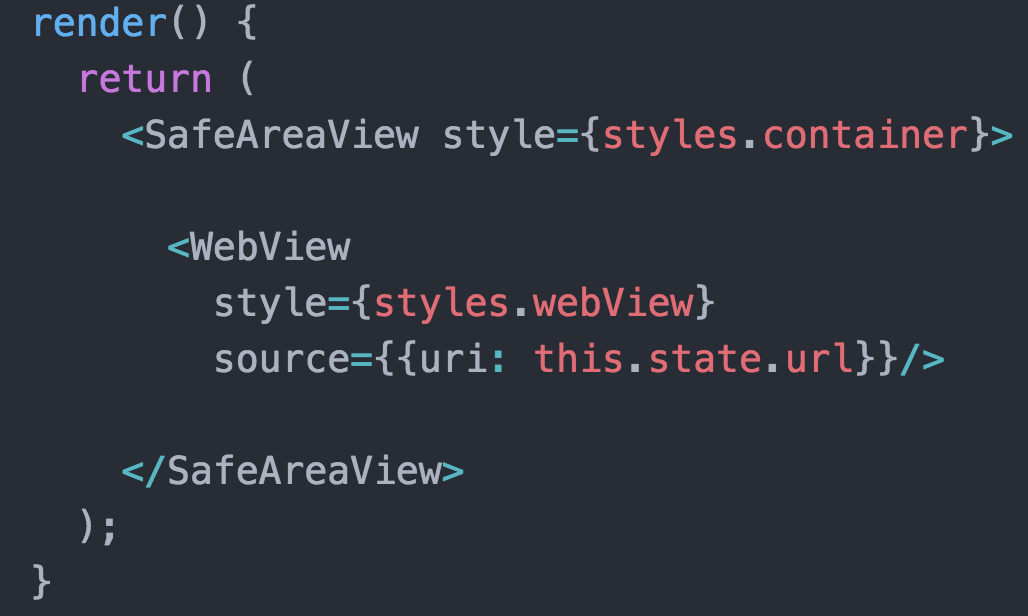 render() {
return (
<SafeAreaView style={styles.container}>
<WebView
style={styles.webView}
source={{uri: this.state.url}}/>
</SafeAreaView>
);
}